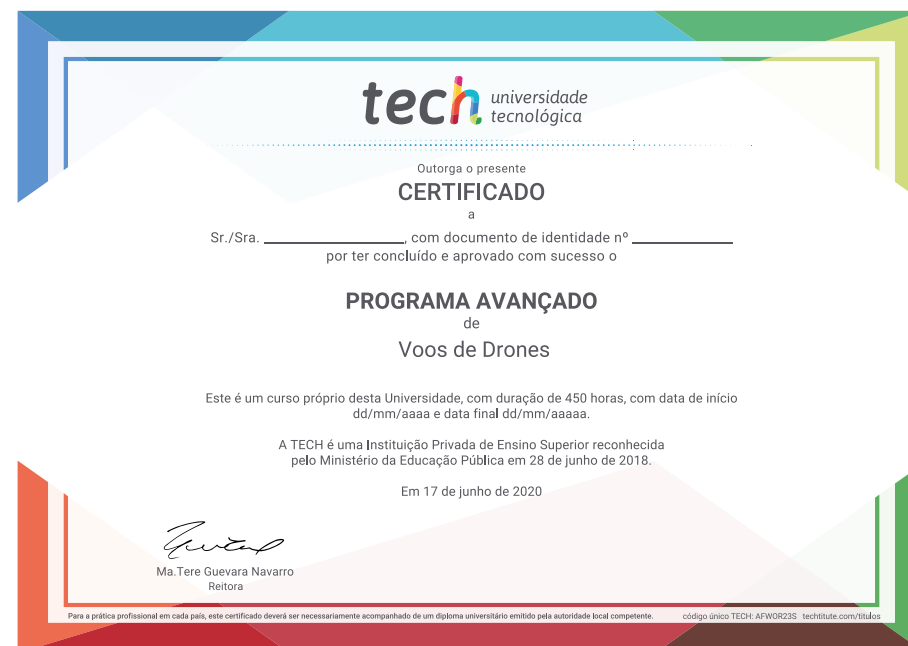 tech universidade
tecnológica
Outorga o presente
CERTIFICADO
a
Sr./Sra. ________________, com documento de identidade nº ____________
por ter concluído e aprovado com sucesso o
PROGRAMA AVANÇADO
de
Voos de Drones
Este é um curso próprio desta Universidade, com duração de 450 horas, com data de início
dd/mm/aaaa e data final dd/mm/aaaaa.
A TECH é uma Instituição Privada de Ensino Superior reconhecida
pelo Ministério da Educação Pública em 28 de junho de 2018.
Em 17 de junho de 2020
Ma.Tere Guevara Navarro
Reitora
Para a prática profissional em cada país, este certificado deverá ser necessariamente acompanhado de um diploma universitário emitido pela autoridade local competente. código único TECH: AFWOR23S techtitute.com/titulos